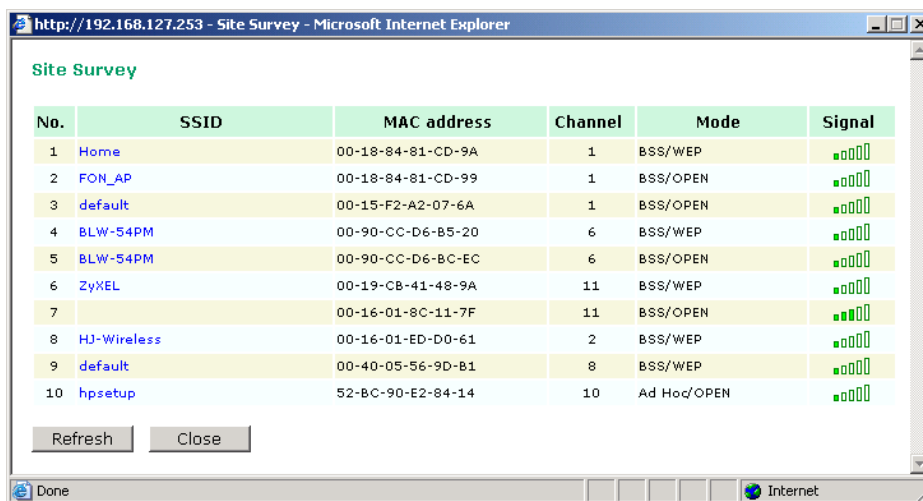 http://192.168.127.253 - Site Survey - Microsoft Internet Explorer
Site Survey
No. SSID MAC address Channel Mode Signal
1 Home 00-18-84-81-CD-9A 1 BSS/WEP
2 FON_AP 00-18-84-81-CD-99 1 BSS/OPEN
3 default 00-15-F2-A2-07-6A 1 BSS/OPEN
4 BLW-54PM 00-90-CC-D6-B5-20 6 BSS/WEP
5 BLW-54PM 00-90-CC-D6-BC-EC 6 BSS/OPEN
6 ZyXEL 00-19-CB-41-48-9A 11 BSS/WEP
7 00-16-01-8C-11-7F 11 BSS/OPEN
8 HJ-Wireless 00-16-01-ED-D0-61 2 BSS/WEP
9 default 00-40-05-56-9D-B1 8 BSS/WEP
10 hpsetup 52-BC-90-E2-84-14 10 Ad Hoc/OPEN
Refresh Close
Done Internet